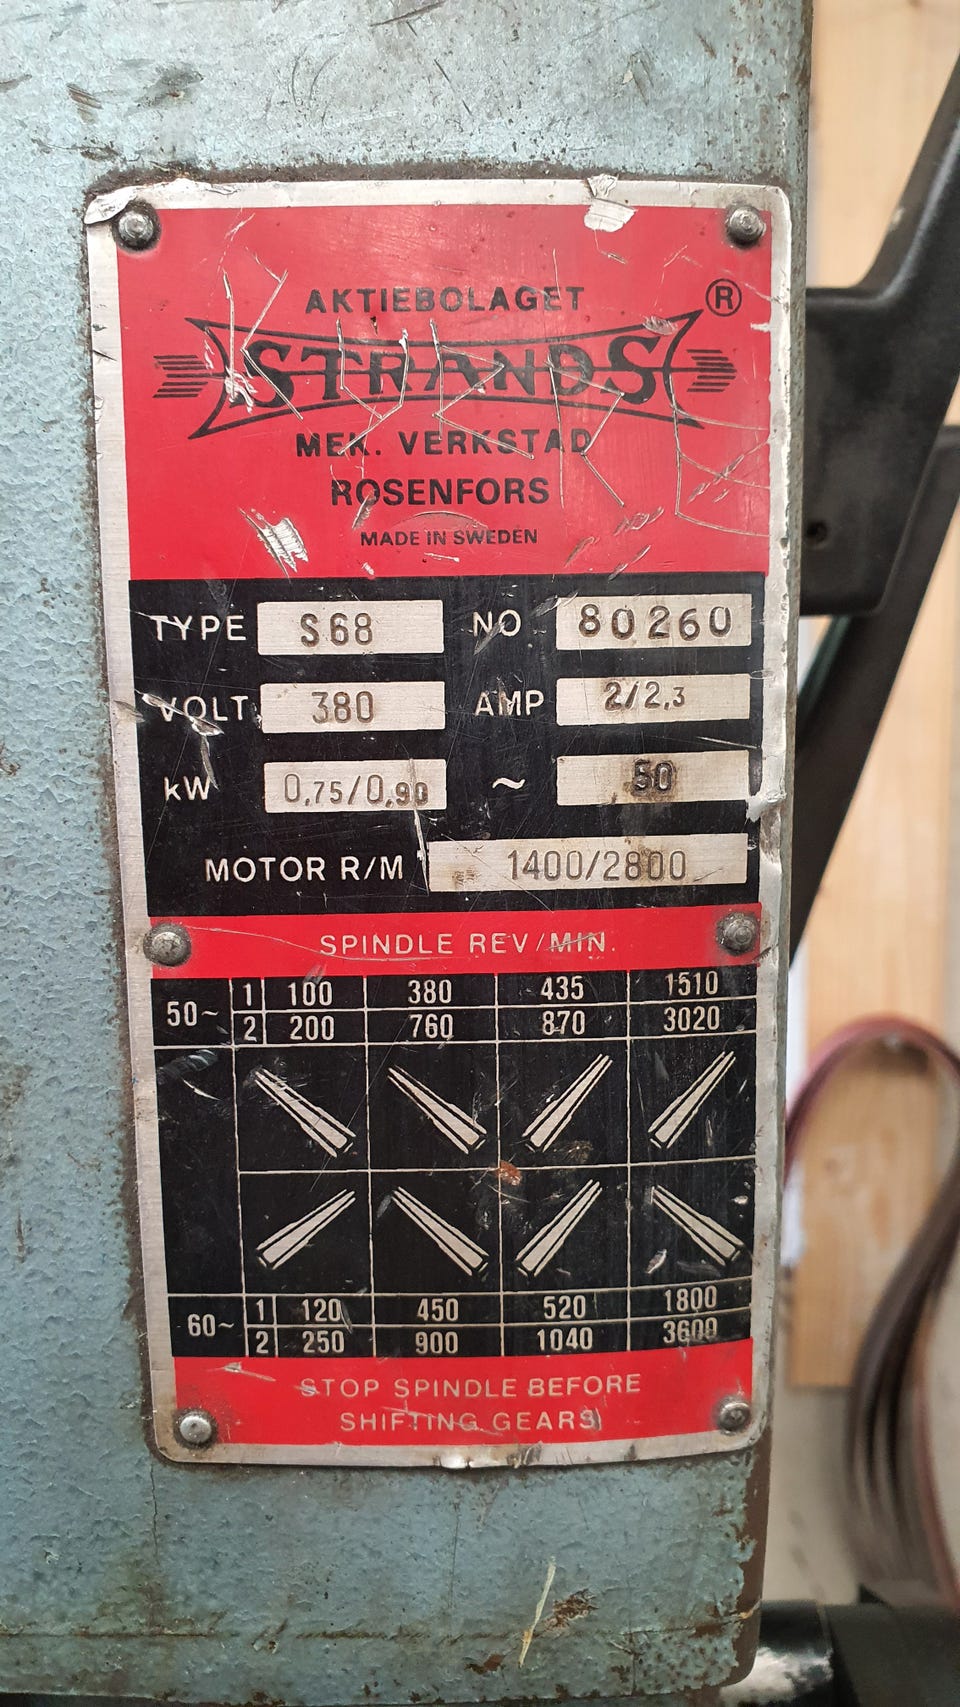 AKTIEBOLAGET ®
STRANDS
MEK. VERKSTAD
ROSENFORS
MADE IN SWEDEN
TYPE S68 NO 80260
VOLT 380 AMP 2/2,3
kW 0,75/0,90 ~ 50
MOTOR R/M 1400/2800
SPINDLE REV/MIN.
50~ 1 100 380 435 1510
2 200 760 870 3020
60~ 1 120 450 520 1800
2 250 900 1040 3600
STOP SPINDLE BEFORE
SHIFTING GEARS